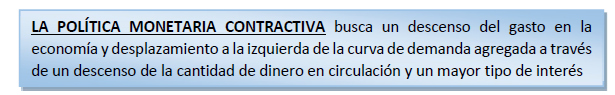 LA POLÍTICA MONETARIA CONTRACTIVA busca un descenso del gasto en la
economía y desplazamiento a la izquierda de la curva de demanda agregada a través
de un descenso de la cantidad de dinero en circulación y un mayor tipo de interés